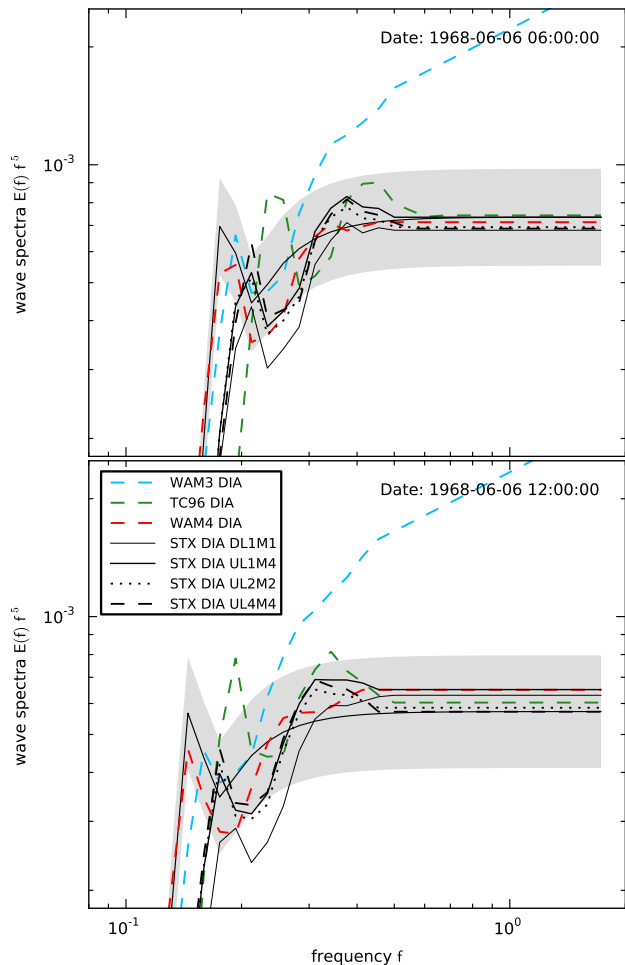 Date: 1968-06-06 06:00:00
10⁻³
wave spectra E(f) f⁵
WAM3 DIA
TC96 DIA
WAM4 DIA
STX DIA DL1M1
STX DIA UL1M4
STX DIA UL2M2
STX DIA UL4M4
Date: 1968-06-06 12:00:00
10⁻³
wave spectra E(f) f⁵
10⁻¹ 10⁰
frequency f